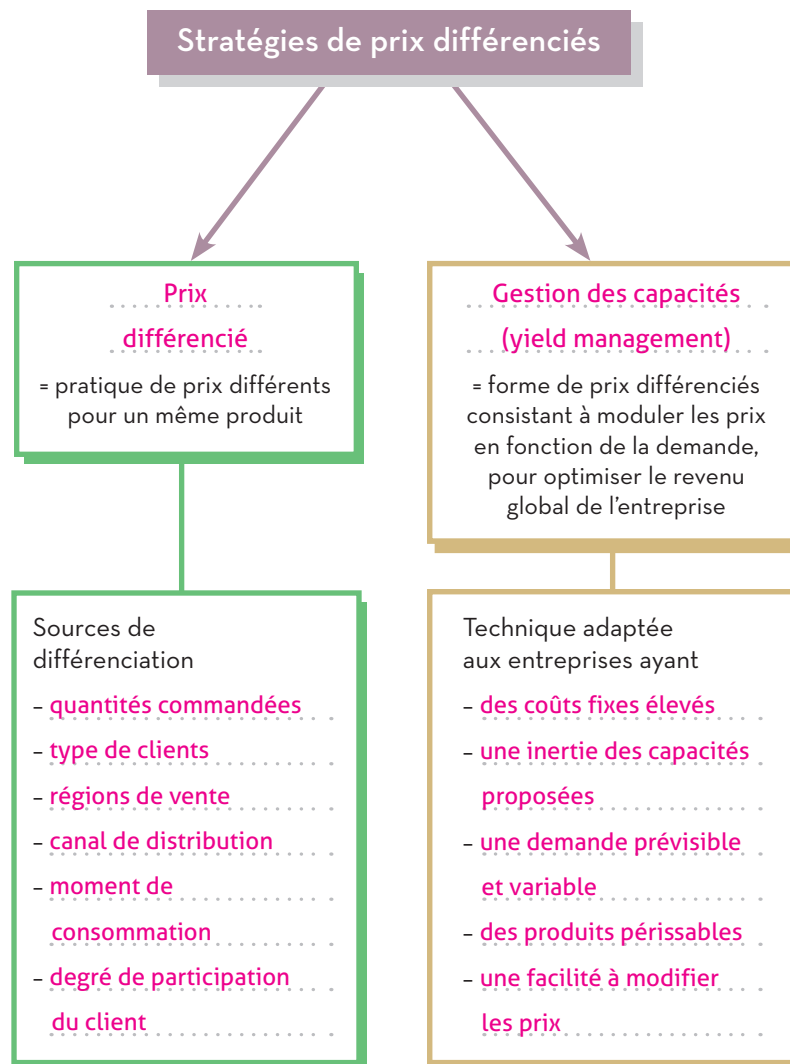 Stratégies de prix différenciés
Prix
différencié
= pratique de prix différents
pour un même produit
Sources de
différenciation
– quantités commandées
– type de clients
– régions de vente
– canal de distribution
– moment de
consommation
– degré de participation
du client
Gestion des capacités
(yield management)
= forme de prix différenciés
consistant à moduler les prix
en fonction de la demande,
pour optimiser le revenu
global de l'entreprise
Technique adaptée
aux entreprises ayant
– des coûts fixes élevés
– une inertie des capacités
proposées
– une demande prévisible
et variable
– des produits périssables
– une facilité à modifier
les prix